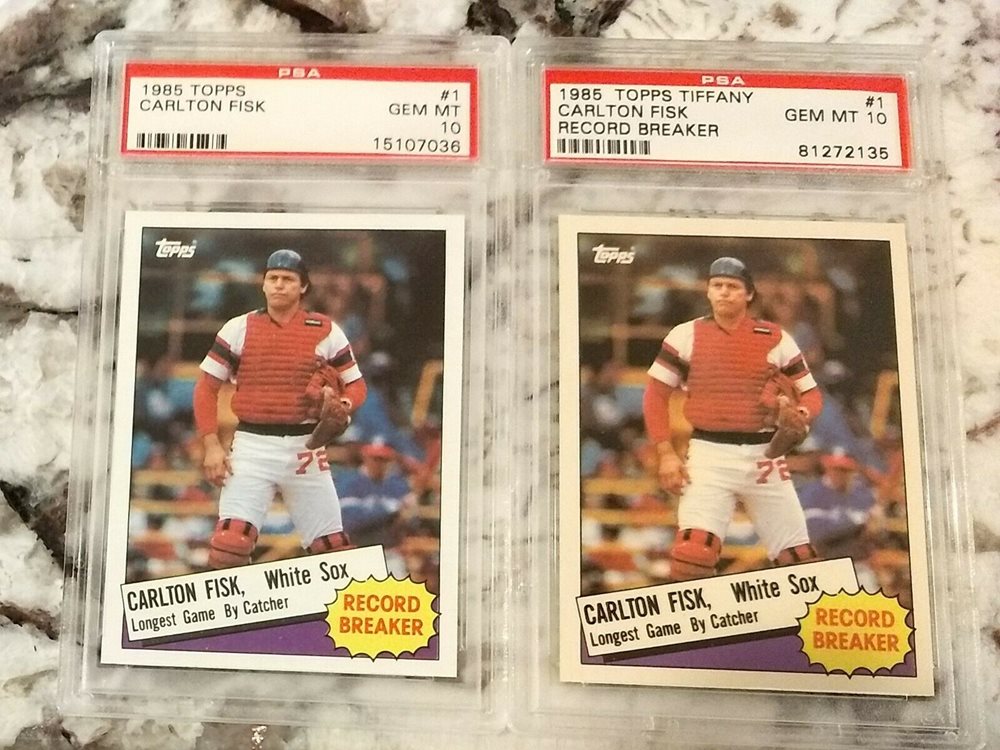 PSA
1985 TOPPS #1
CARLTON FISK GEM MT
10
15107036
Topps
72
CARLTON FISK, White Sox
Longest Game By Catcher
RECORD
BREAKER
PSA
1985 TOPPS TIFFANY #1
CARLTON FISK GEM MT 10
RECORD BREAKER
81272135
Topps
72
CARLTON FISK, White Sox
Longest Game By Catcher
RECORD
BREAKER